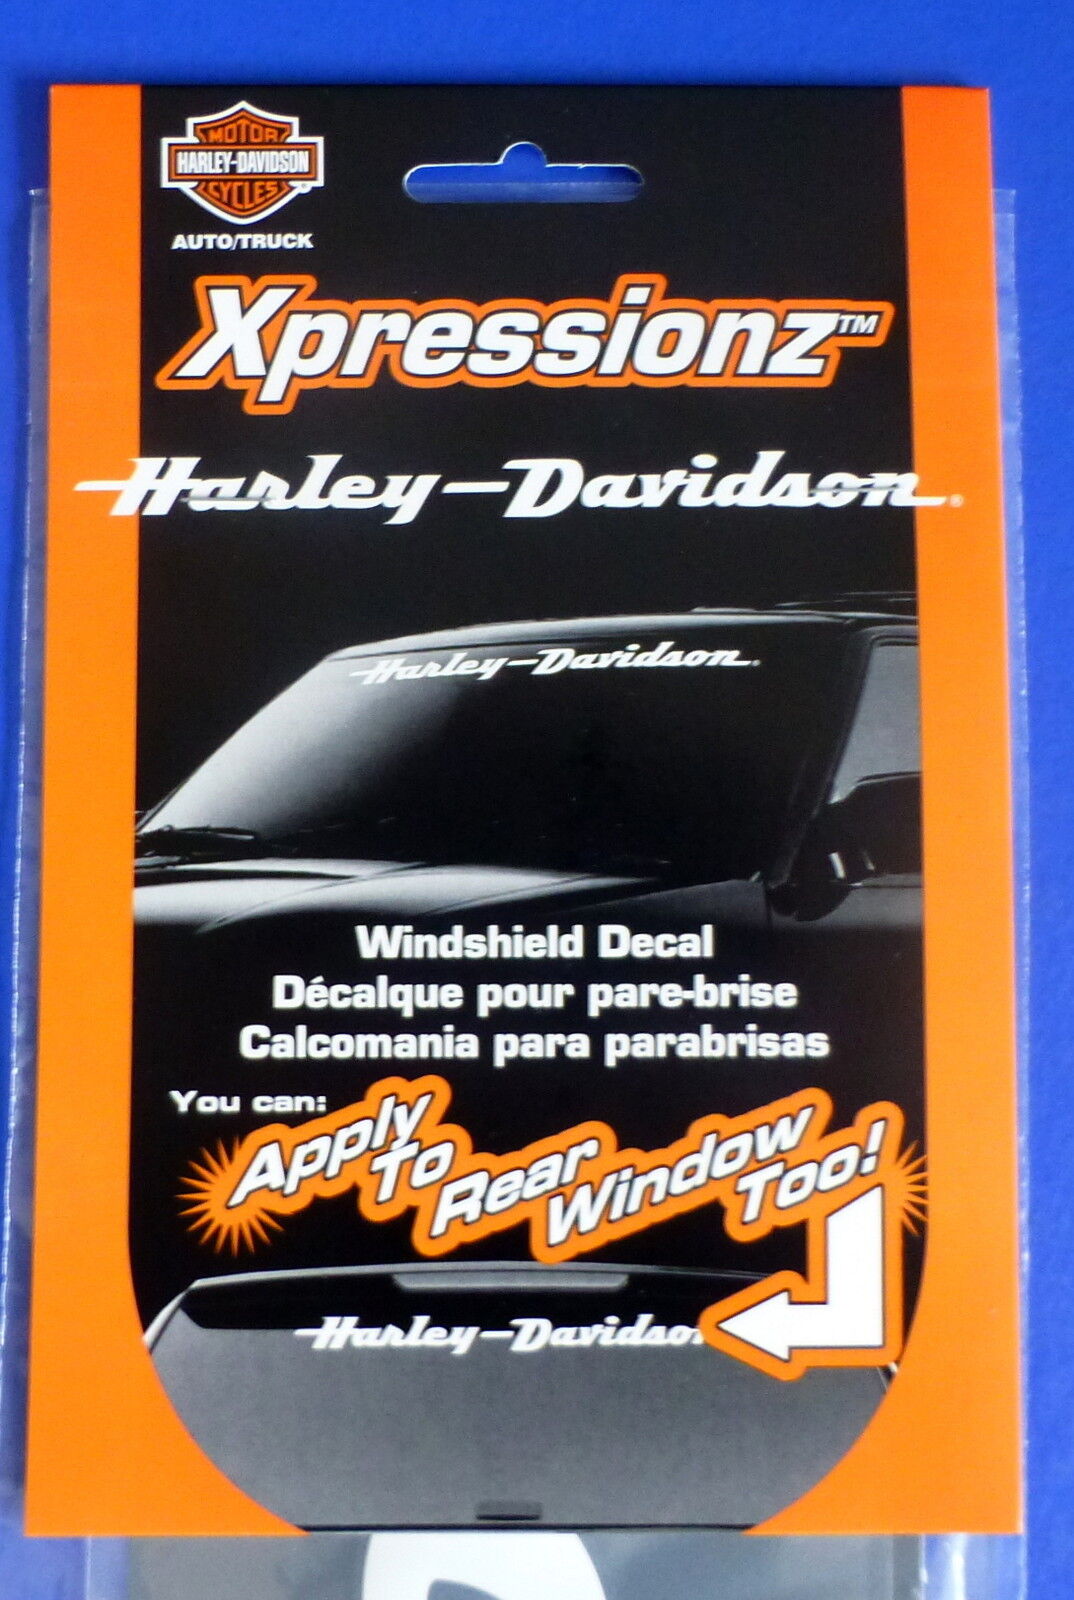 MOTOR
HARLEY-DAVIDSON
CYCLES®
AUTO/TRUCK
Xpressionz™
Harley-Davidson®
Harley-Davidson®
Windshield Decal
Décalque pour pare-brise
Calcomania para parabrisas
You can:
Apply To Rear Window Too!
Harley-Davidson